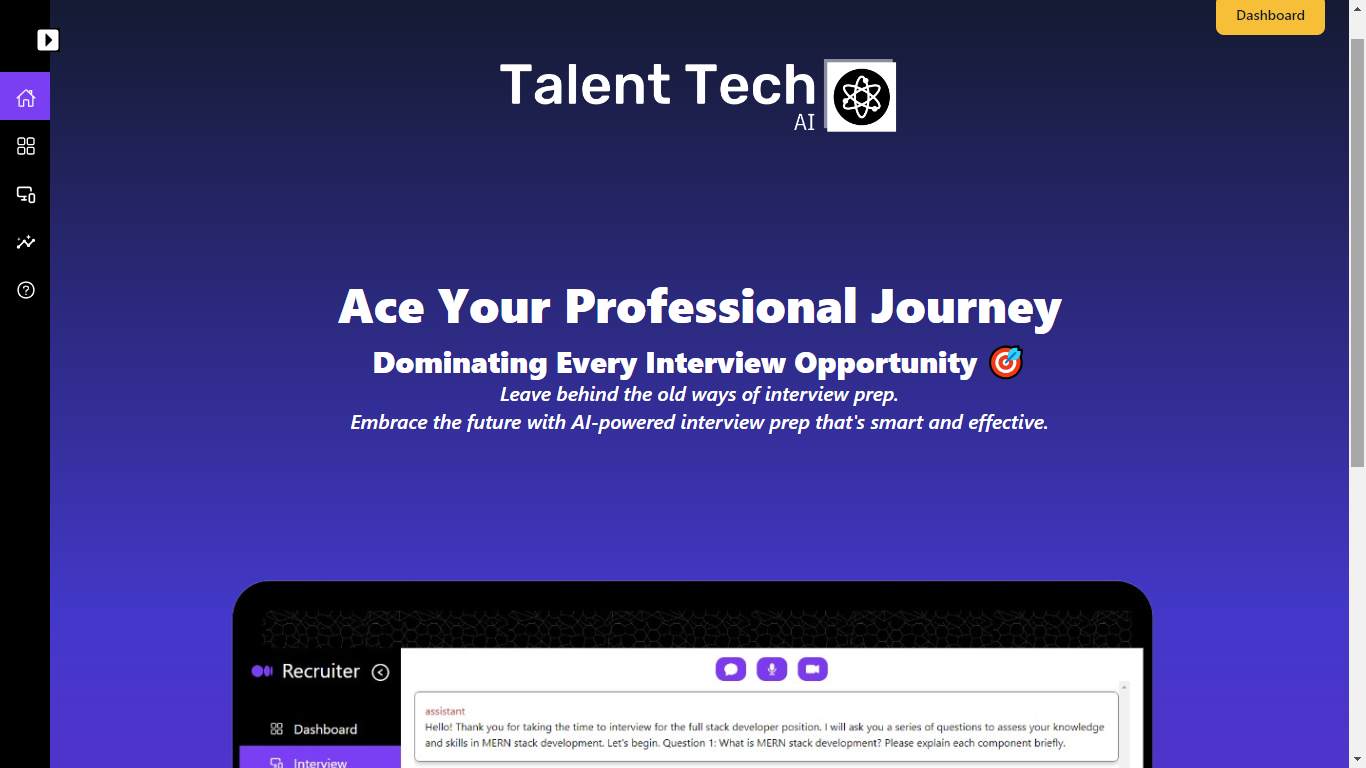 Dashboard
Talent Tech
AI
Ace Your Professional Journey
Dominating Every Interview Opportunity 🎯
Leave behind the old ways of interview prep.
Embrace the future with AI-powered interview prep that's smart and effective.
Recruiter
Dashboard
Interview
assistant
Hello! Thank you for taking the time to interview for the full stack developer position. I will ask you a series of questions to assess your knowledge
and skills in MERN stack development. Let's begin. Question 1: What is MERN stack development? Please explain each component briefly.